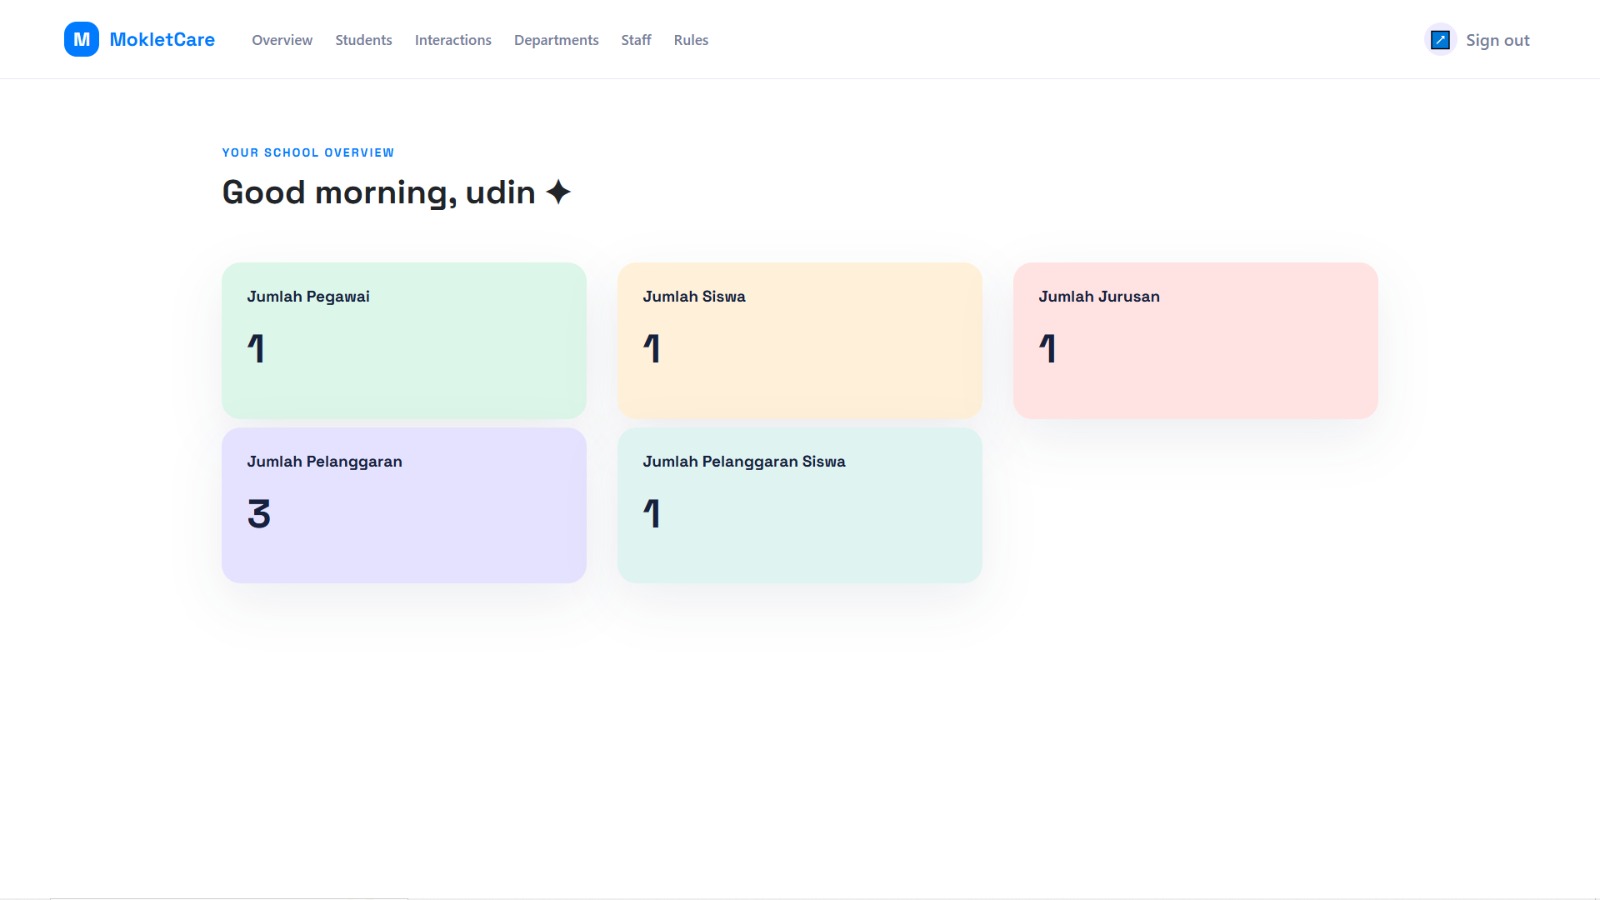 M MokletCare Overview Students Interactions Departments Staff Rules Sign out
YOUR SCHOOL OVERVIEW
Good morning, udin ✦
Jumlah Pegawai
1
Jumlah Siswa
1
Jumlah Jurusan
1
Jumlah Pelanggaran
3
Jumlah Pelanggaran Siswa
1